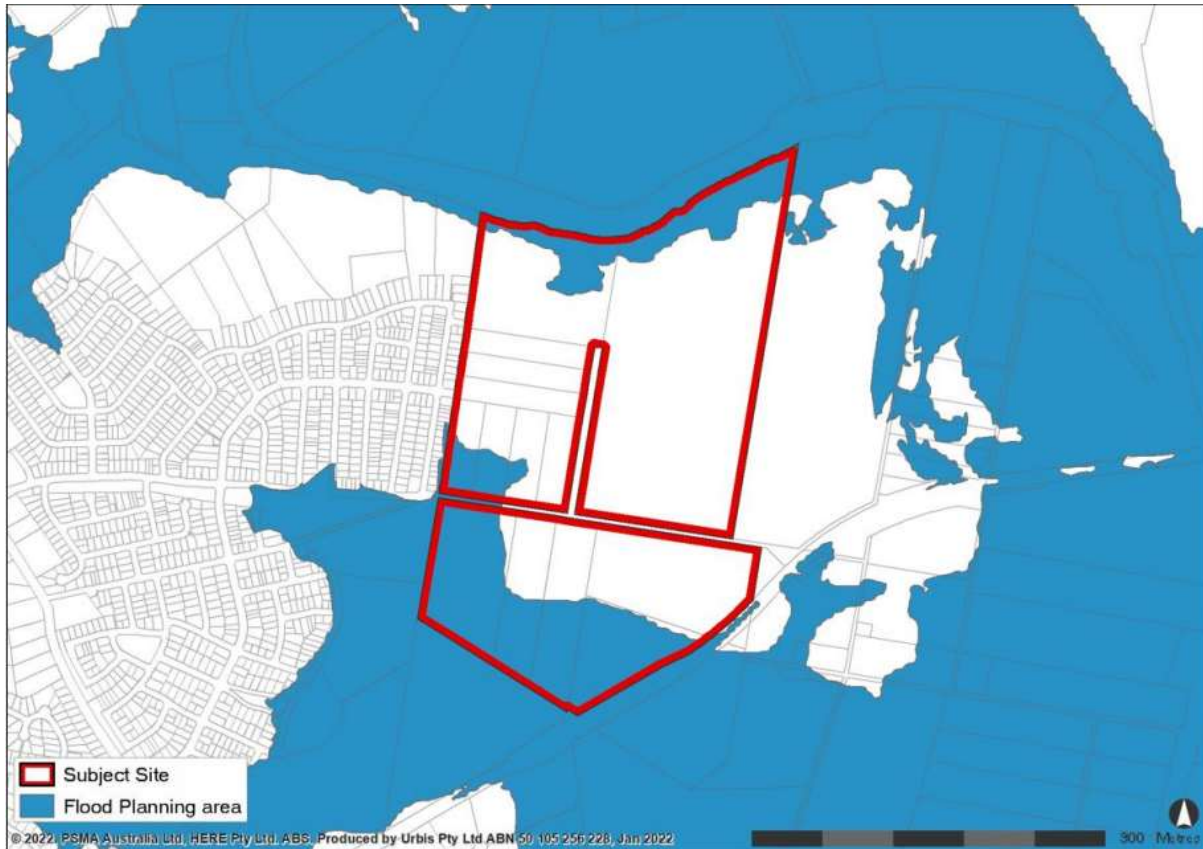 Subject Site
Flood Planning area
© 2022. PSMA Australia Ltd, HERE Pty Ltd. ABS. Produced by Urbis Pty Ltd ABN 50 105 256 228, Jan 2022
900 Metres